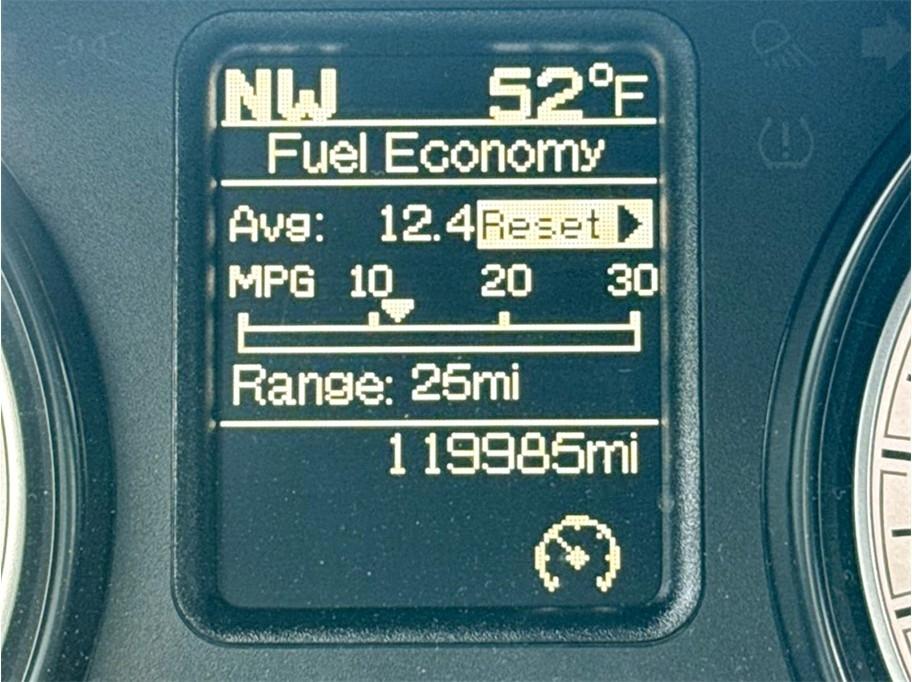 NW 52°F
Fuel Economy
Avg: 12.4 Reset
MPG 10 20 30
Range: 25mi
119985mi